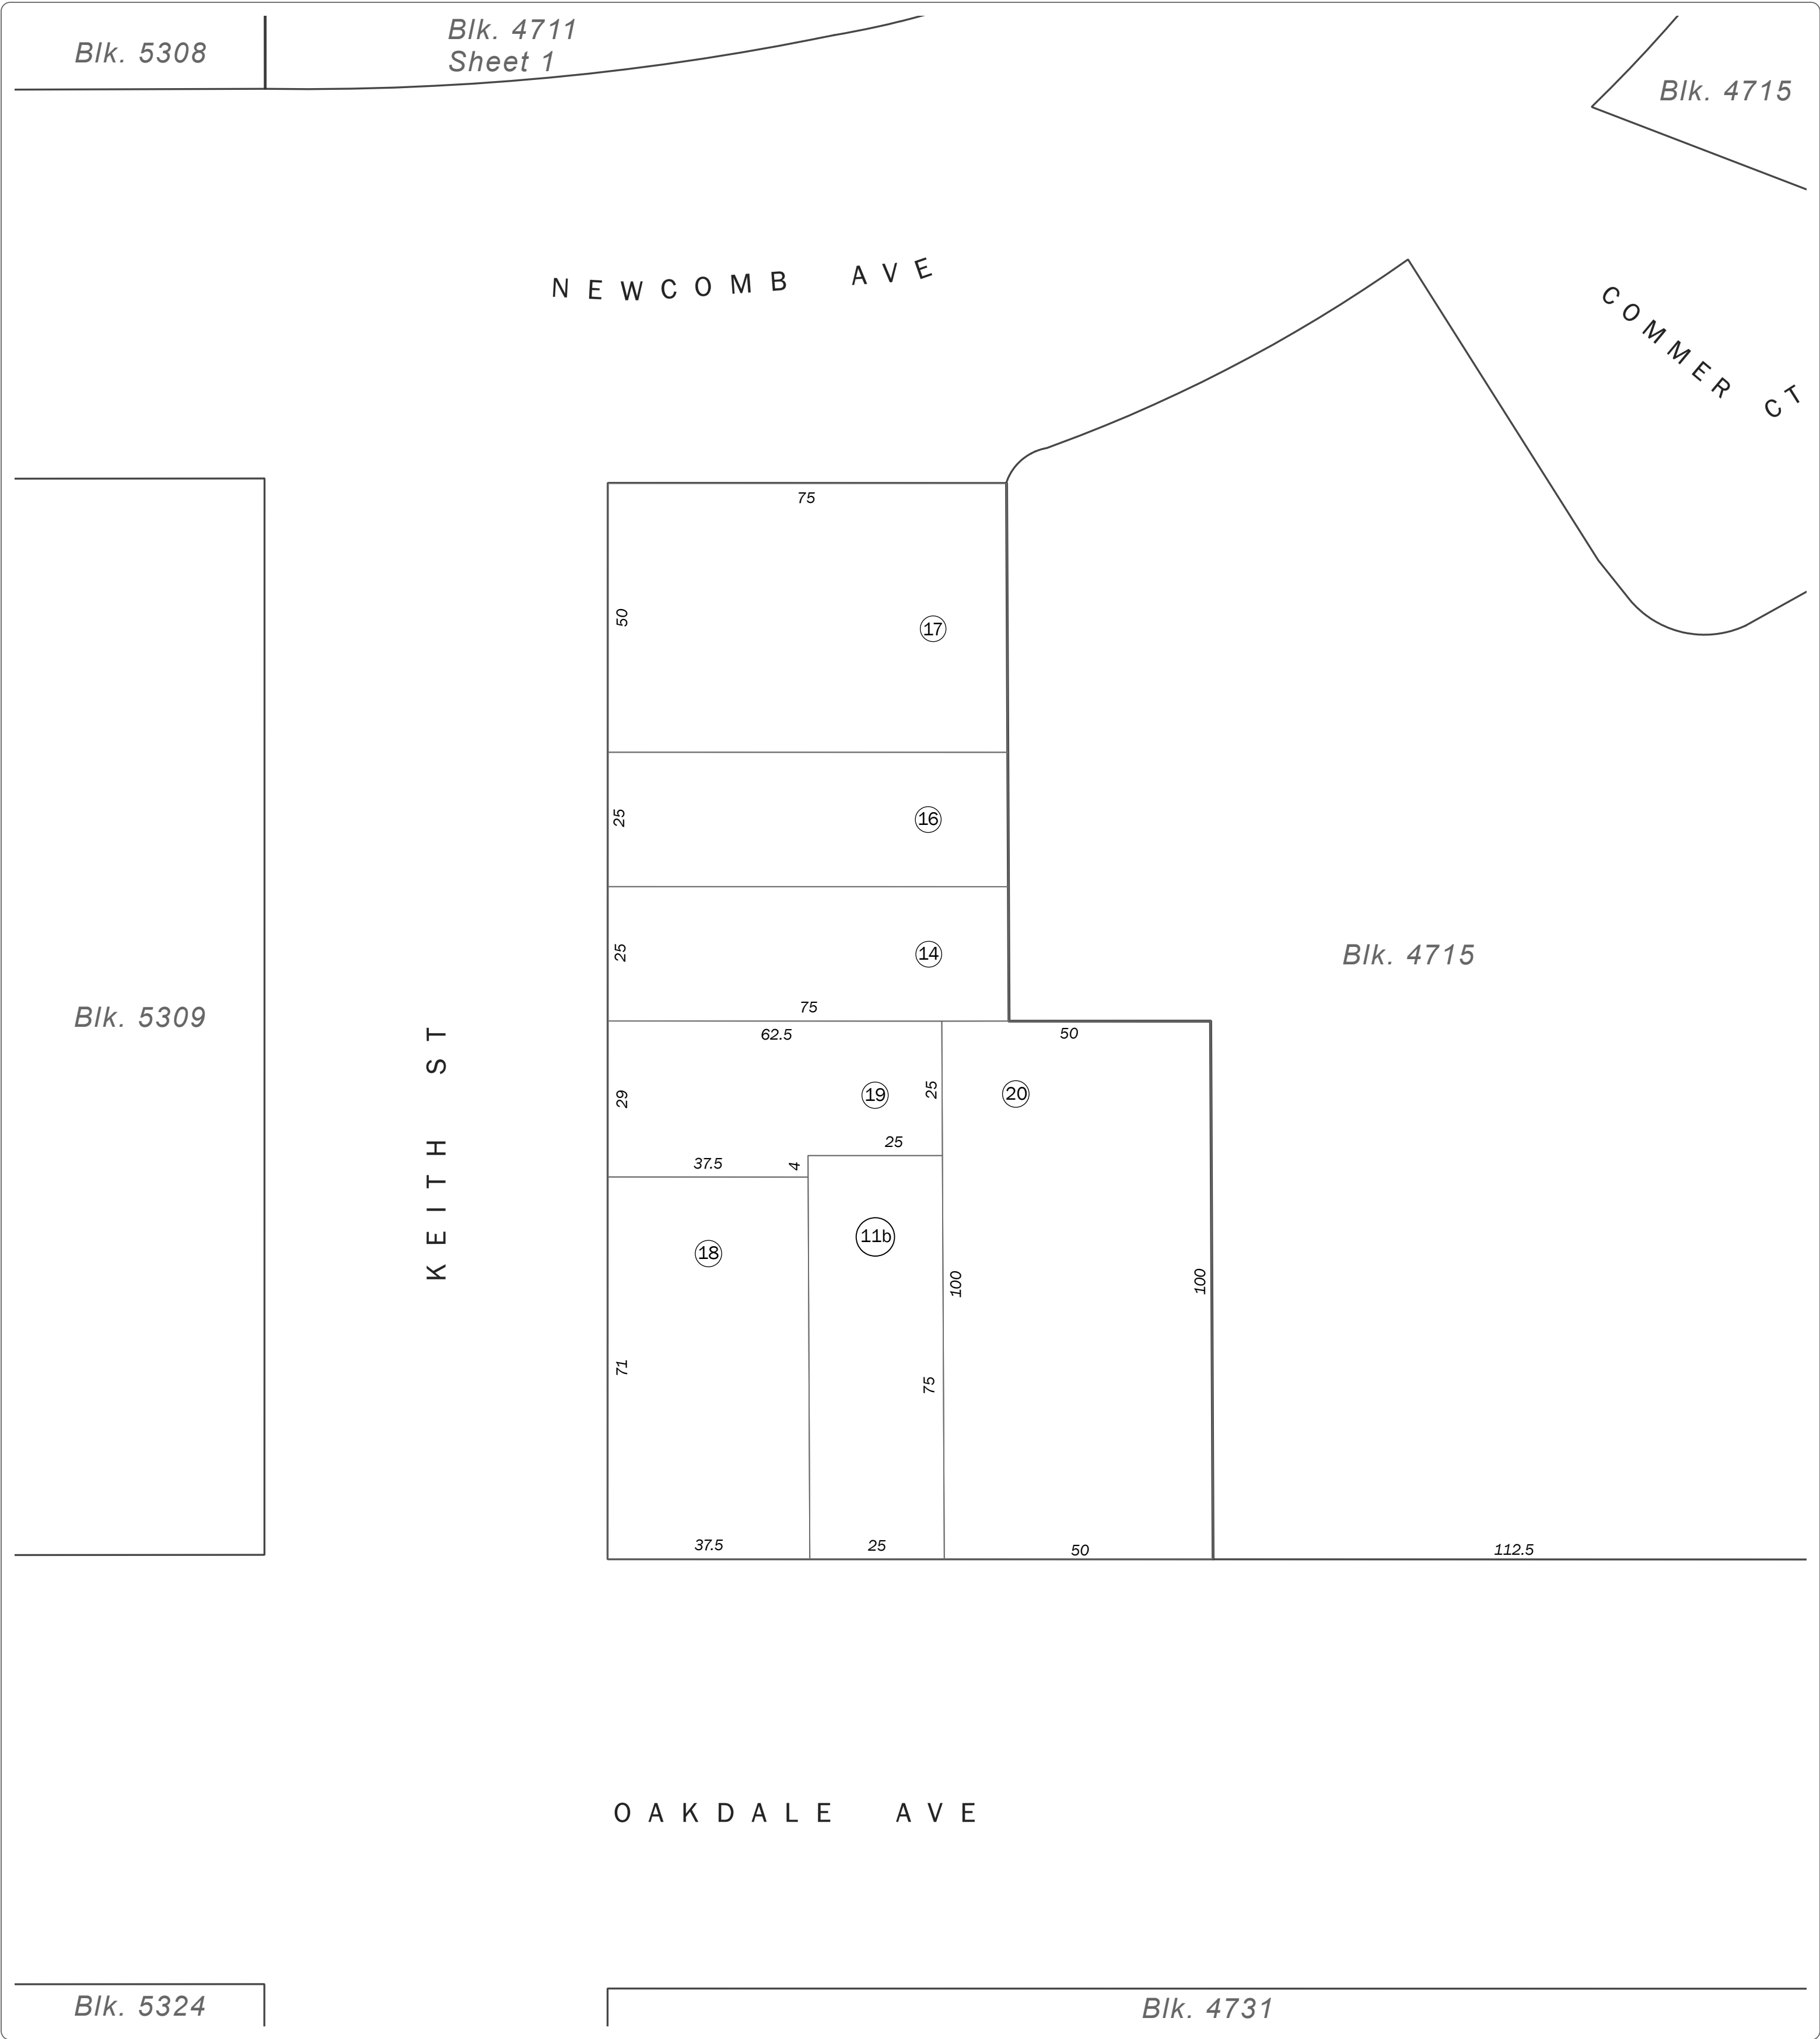 Blk. 5308
Blk. 4711
Sheet 1
Blk. 4715
NEWCOMB AVE
COMMER CT
75
50
17
25
16
25
14
75
Blk. 4715
Blk. 5309
KEITH ST
62.5
50
29
19
25
20
25
37.5
4
18
11b
100
100
71
75
37.5
25
50
112.5
OAKDALE AVE
Blk. 5324
Blk. 4731